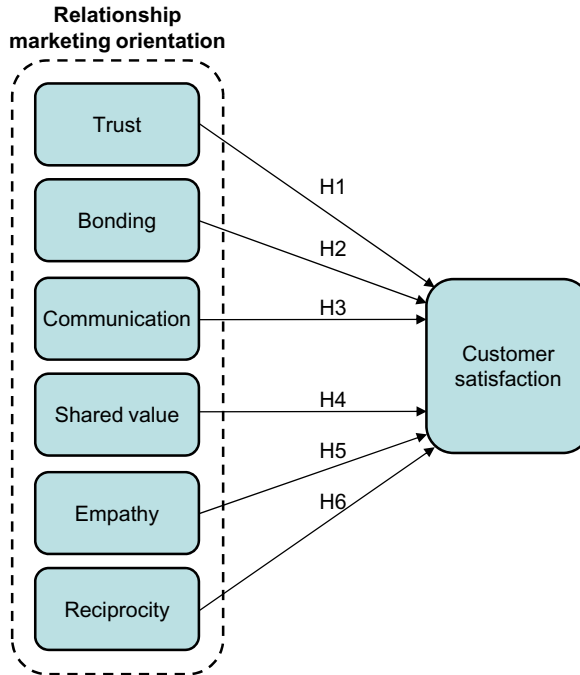 Relationship
marketing orientation
Trust
H1
Bonding
H2
Communication
H3
Customer
satisfaction
Shared value
H4
H5
Empathy
H6
Reciprocity